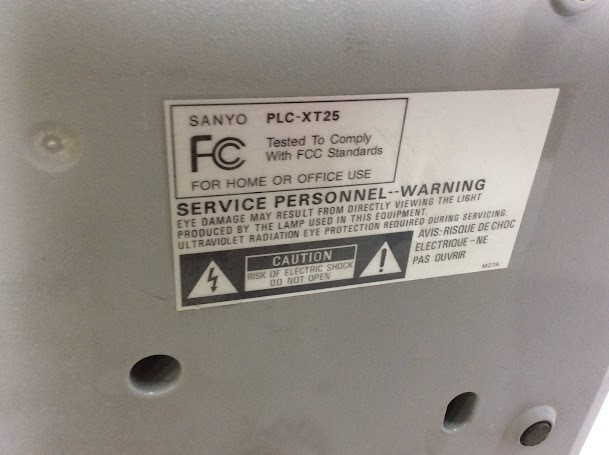 SANYO PLC-XT25
FC Tested To Comply
With FCC Standards
FOR HOME OR OFFICE USE
SERVICE PERSONNEL--WARNING
EYE DAMAGE MAY RESULT FROM DIRECTLY VIEWING THE LIGHT
PRODUCED BY THE LAMP USED IN THIS EQUIPMENT.
ULTRAVIOLET RADIATION EYE PROTECTION REQUIRED DURING SERVICING.
CAUTION
RISK OF ELECTRIC SHOCK
DO NOT OPEN
AVIS: RISQUE DE CHOC
ELECTRIQUE-NE
PAS OUVRIR